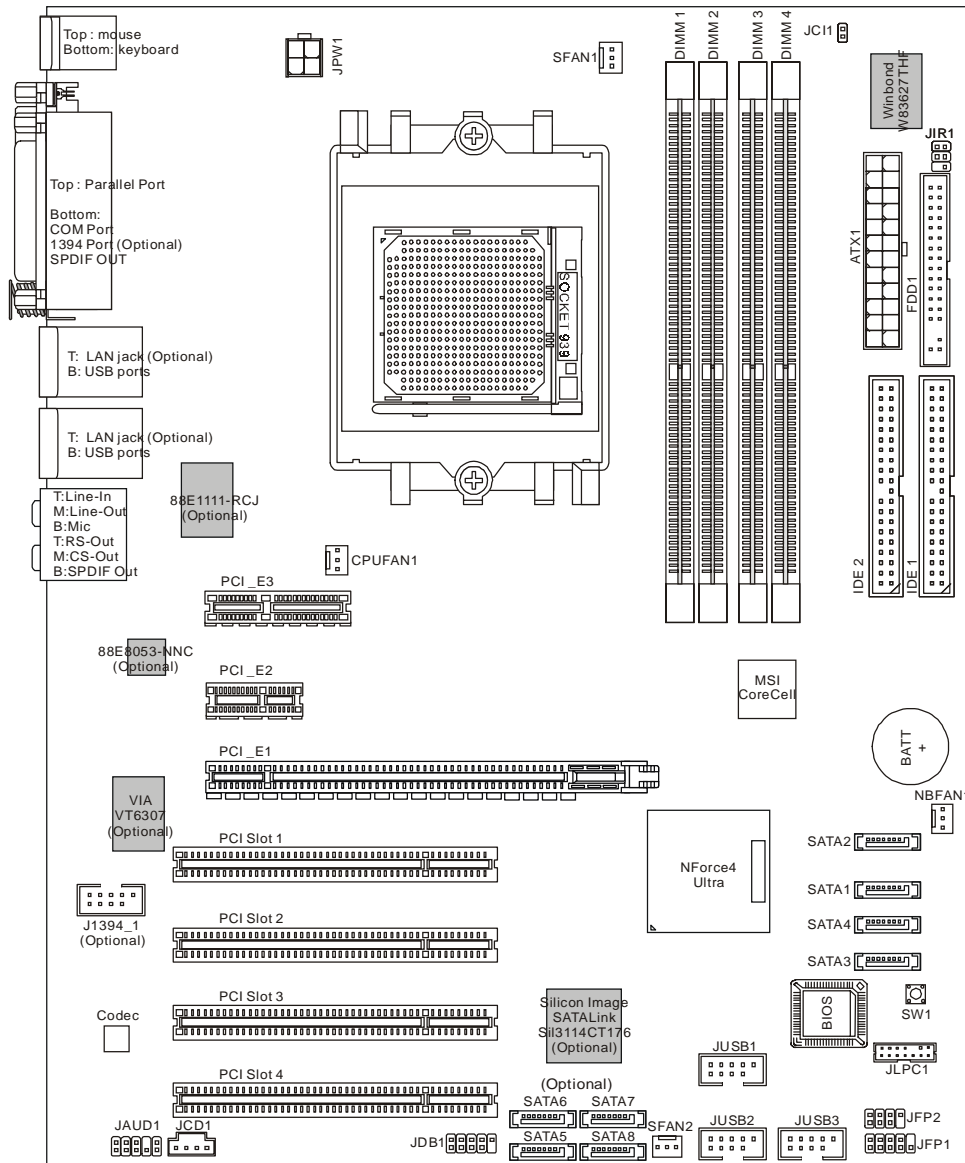 Top : mouse
Bottom: keyboard
JPW1
SFAN1
DIMM 1
DIMM 2
DIMM 3
DIMM 4
JCI1
Winbond
W83627THF
JIR1
Top : Parallel Port
Bottom:
COM Port
1394 Port (Optional)
SPDIF OUT
SOCKET 939
ATX1
FDD1
T: LAN jack (Optional)
B: USB ports
T: LAN jack (Optional)
B: USB ports
88E1111-RCJ
(Optional)
T:Line-In
M:Line-Out
B:Mic
T:RS-Out
M:CS-Out
B:SPDIF Out
CPUFAN1
IDE 2
IDE 1
PCI_E3
88E8053-NNC
(Optional)
PCI_E2
MSI
CoreCell
BATT
+
PCI_E1
NBFAN1
VIA
VT6307
(Optional)
PCI Slot 1
NForce4
Ultra
SATA2
SATA1
SATA4
SATA3
J1394_1
(Optional)
PCI Slot 2
PCI Slot 3
Codec
Silicon Image
SATALink
Sil3114CT176
(Optional)
BIOS
SW1
JUSB1
JLPC1
PCI Slot 4
(Optional)
SATA6
SATA7
JAUD1
JCD1
JDB1
SATA5
SATA8
SFAN2
JUSB2
JUSB3
JFP2
JFP1